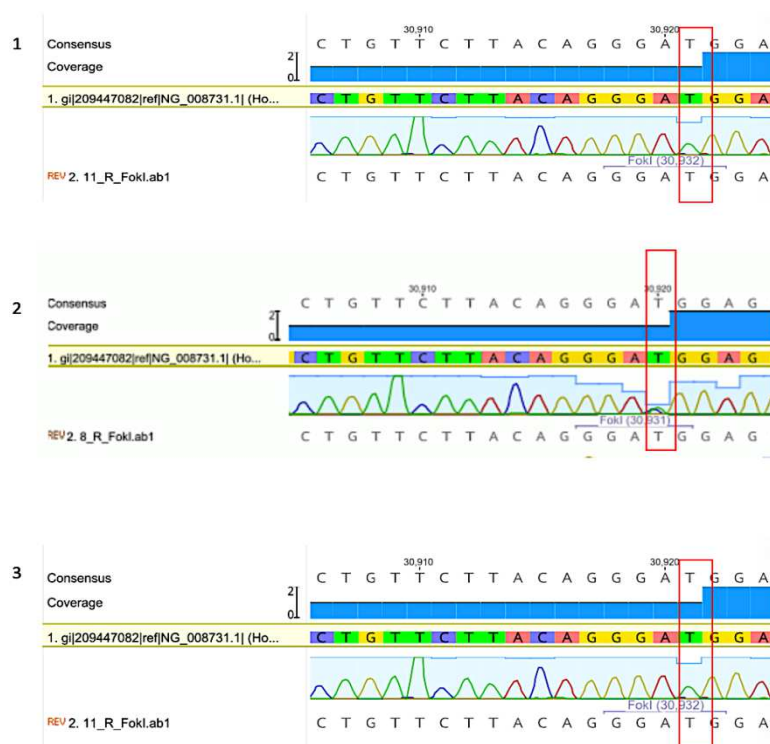 1
30,910 30,920
Consensus C T G T T C T T A C A G G G A T G G A
Coverage 2 0
1. gi|209447082|ref|NG_008731.1| (Ho... C T G T T C T T A C A G G G A T G G A
FokI (30,932)
REV 2. 11_R_FokI.ab1 C T G T T C T T A C A G G G A T G G A
2
30,910 30,920
Consensus C T G T T C T T A C A G G G A T G G A G
Coverage 2 0
1. gi|209447082|ref|NG_008731.1| (Ho... C T G T T C T T A C A G G G A T G G A G
FokI (30,931)
REV 2. 8_R_FokI.ab1 C T G T T C T T A C A G G G A T G G A G
3
30,910 30,920
Consensus C T G T T C T T A C A G G G A T G G A
Coverage 2 0
1. gi|209447082|ref|NG_008731.1| (Ho... C T G T T C T T A C A G G G A T G G A
FokI (30,932)
REV 2. 11_R_FokI.ab1 C T G T T C T T A C A G G G A T G G A